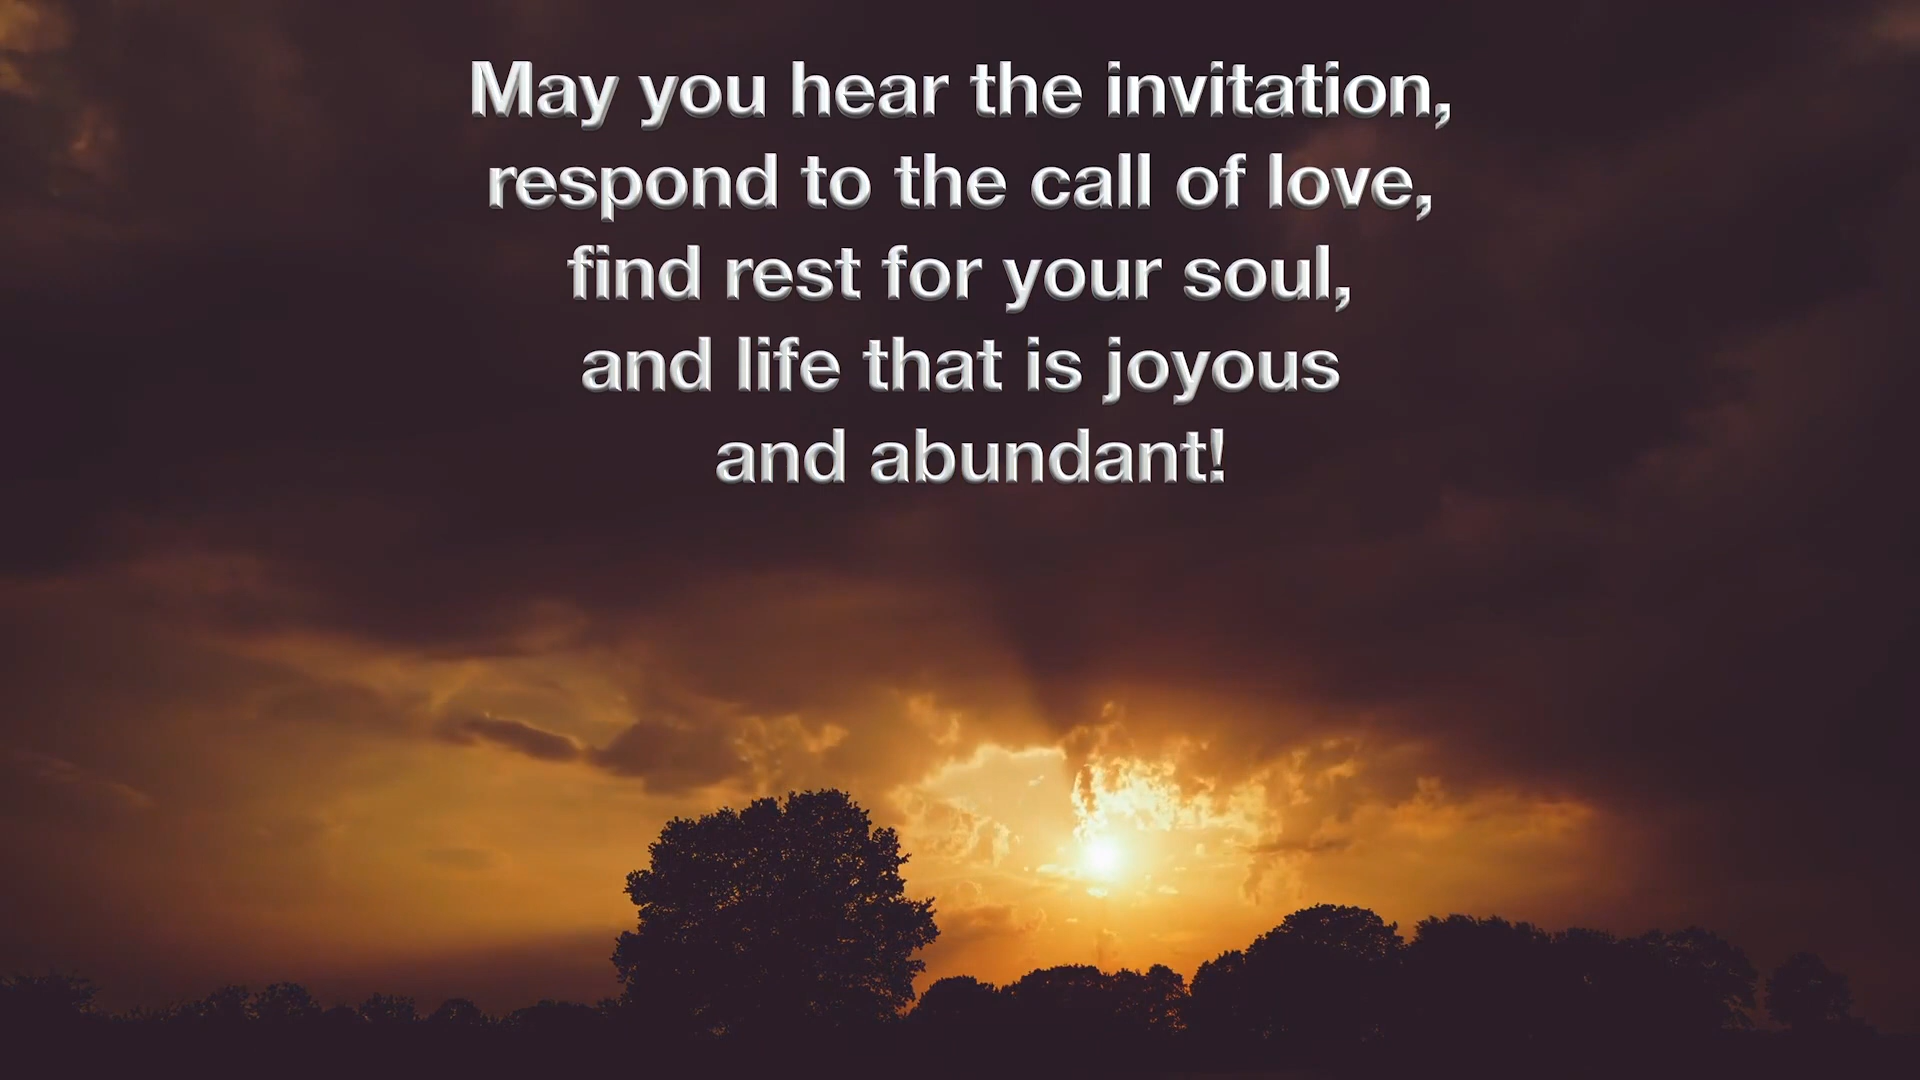 May you hear the invitation,
respond to the call of love,
find rest for your soul,
and life that is joyous
and abundant!